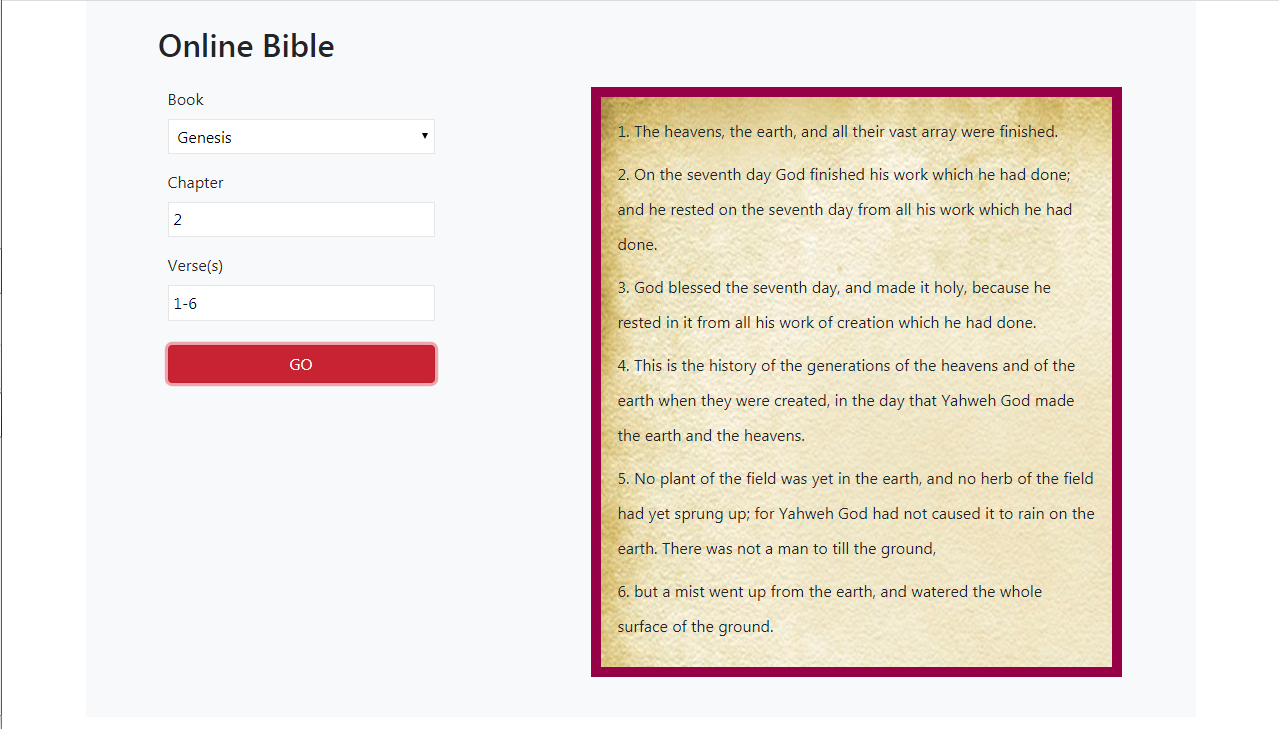 Online Bible
Book
Genesis
Chapter
2
Verse(s)
1-6
GO
1. The heavens, the earth, and all their vast array were finished.
2. On the seventh day God finished his work which he had done;
and he rested on the seventh day from all his work which he had
done.
3. God blessed the seventh day, and made it holy, because he
rested in it from all his work of creation which he had done.
4. This is the history of the generations of the heavens and of the
earth when they were created, in the day that Yahweh God made
the earth and the heavens.
5. No plant of the field was yet in the earth, and no herb of the field
had yet sprung up; for Yahweh God had not caused it to rain on the
earth. There was not a man to till the ground,
6. but a mist went up from the earth, and watered the whole
surface of the ground.